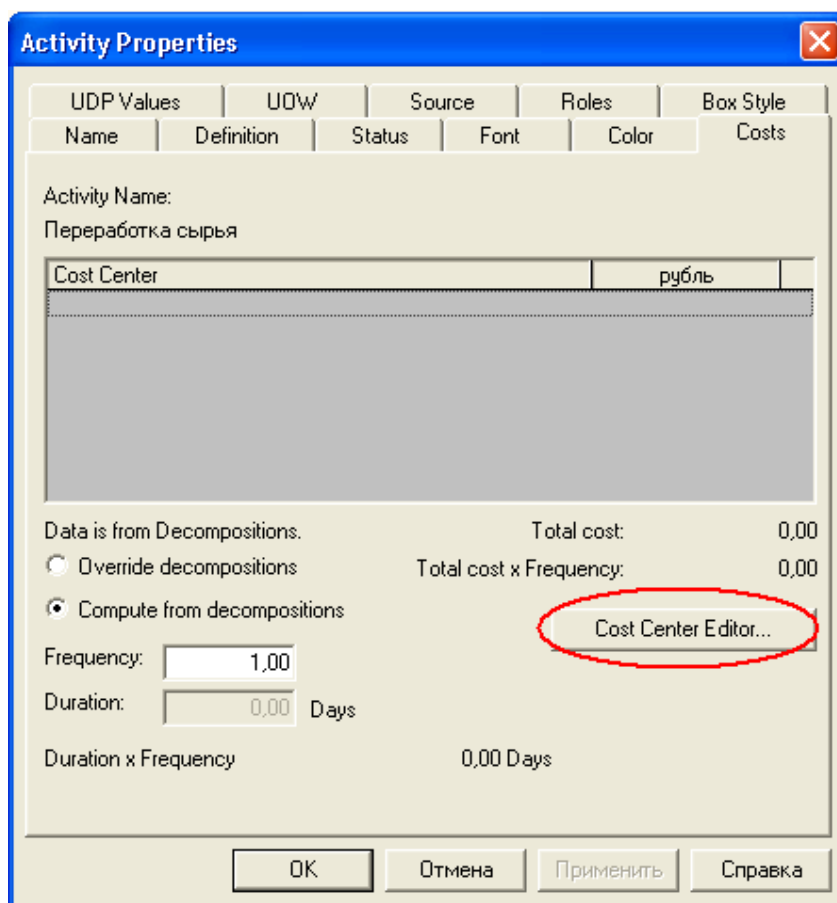 Activity Properties
UDP Values UOW Source Roles Box Style
Name Definition Status Font Color Costs
Activity Name:
Переработка сырья
Cost Center рубль
Data is from Decompositions. Total cost: 0,00
Override decompositions Total cost x Frequency: 0,00
Compute from decompositions
Cost Center Editor...
Frequency: 1,00
Duration: 0,00 Days
Duration x Frequency 0,00 Days
OK Отмена Применить Справка